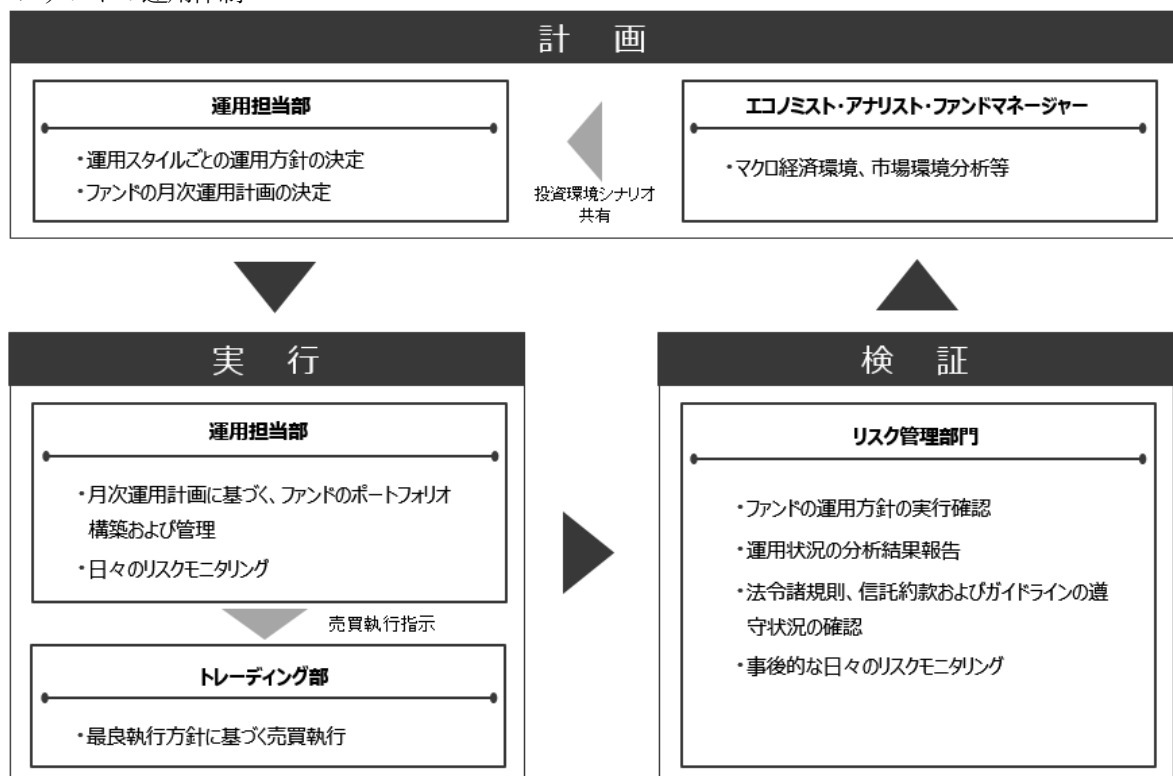 計 画
運用担当部
・運用スタイルごとの運用方針の決定
・ファンドの月次運用計画の決定
投資環境シナリオ
共有
エコノミスト・アナリスト・ファンドマネージャー
・マクロ経済環境、市場環境分析等
実 行
運用担当部
・月次運用計画に基づく、ファンドのポートフォリオ
構築および管理
・日々のリスクモニタリング
売買執行指示
トレーディング部
・最良執行方針に基づく売買執行
検 証
リスク管理部門
・ファンドの運用方針の実行確認
・運用状況の分析結果報告
・法令諸規則、信託約款およびガイドラインの遵
守状況の確認
・事後的な日々のリスクモニタリング